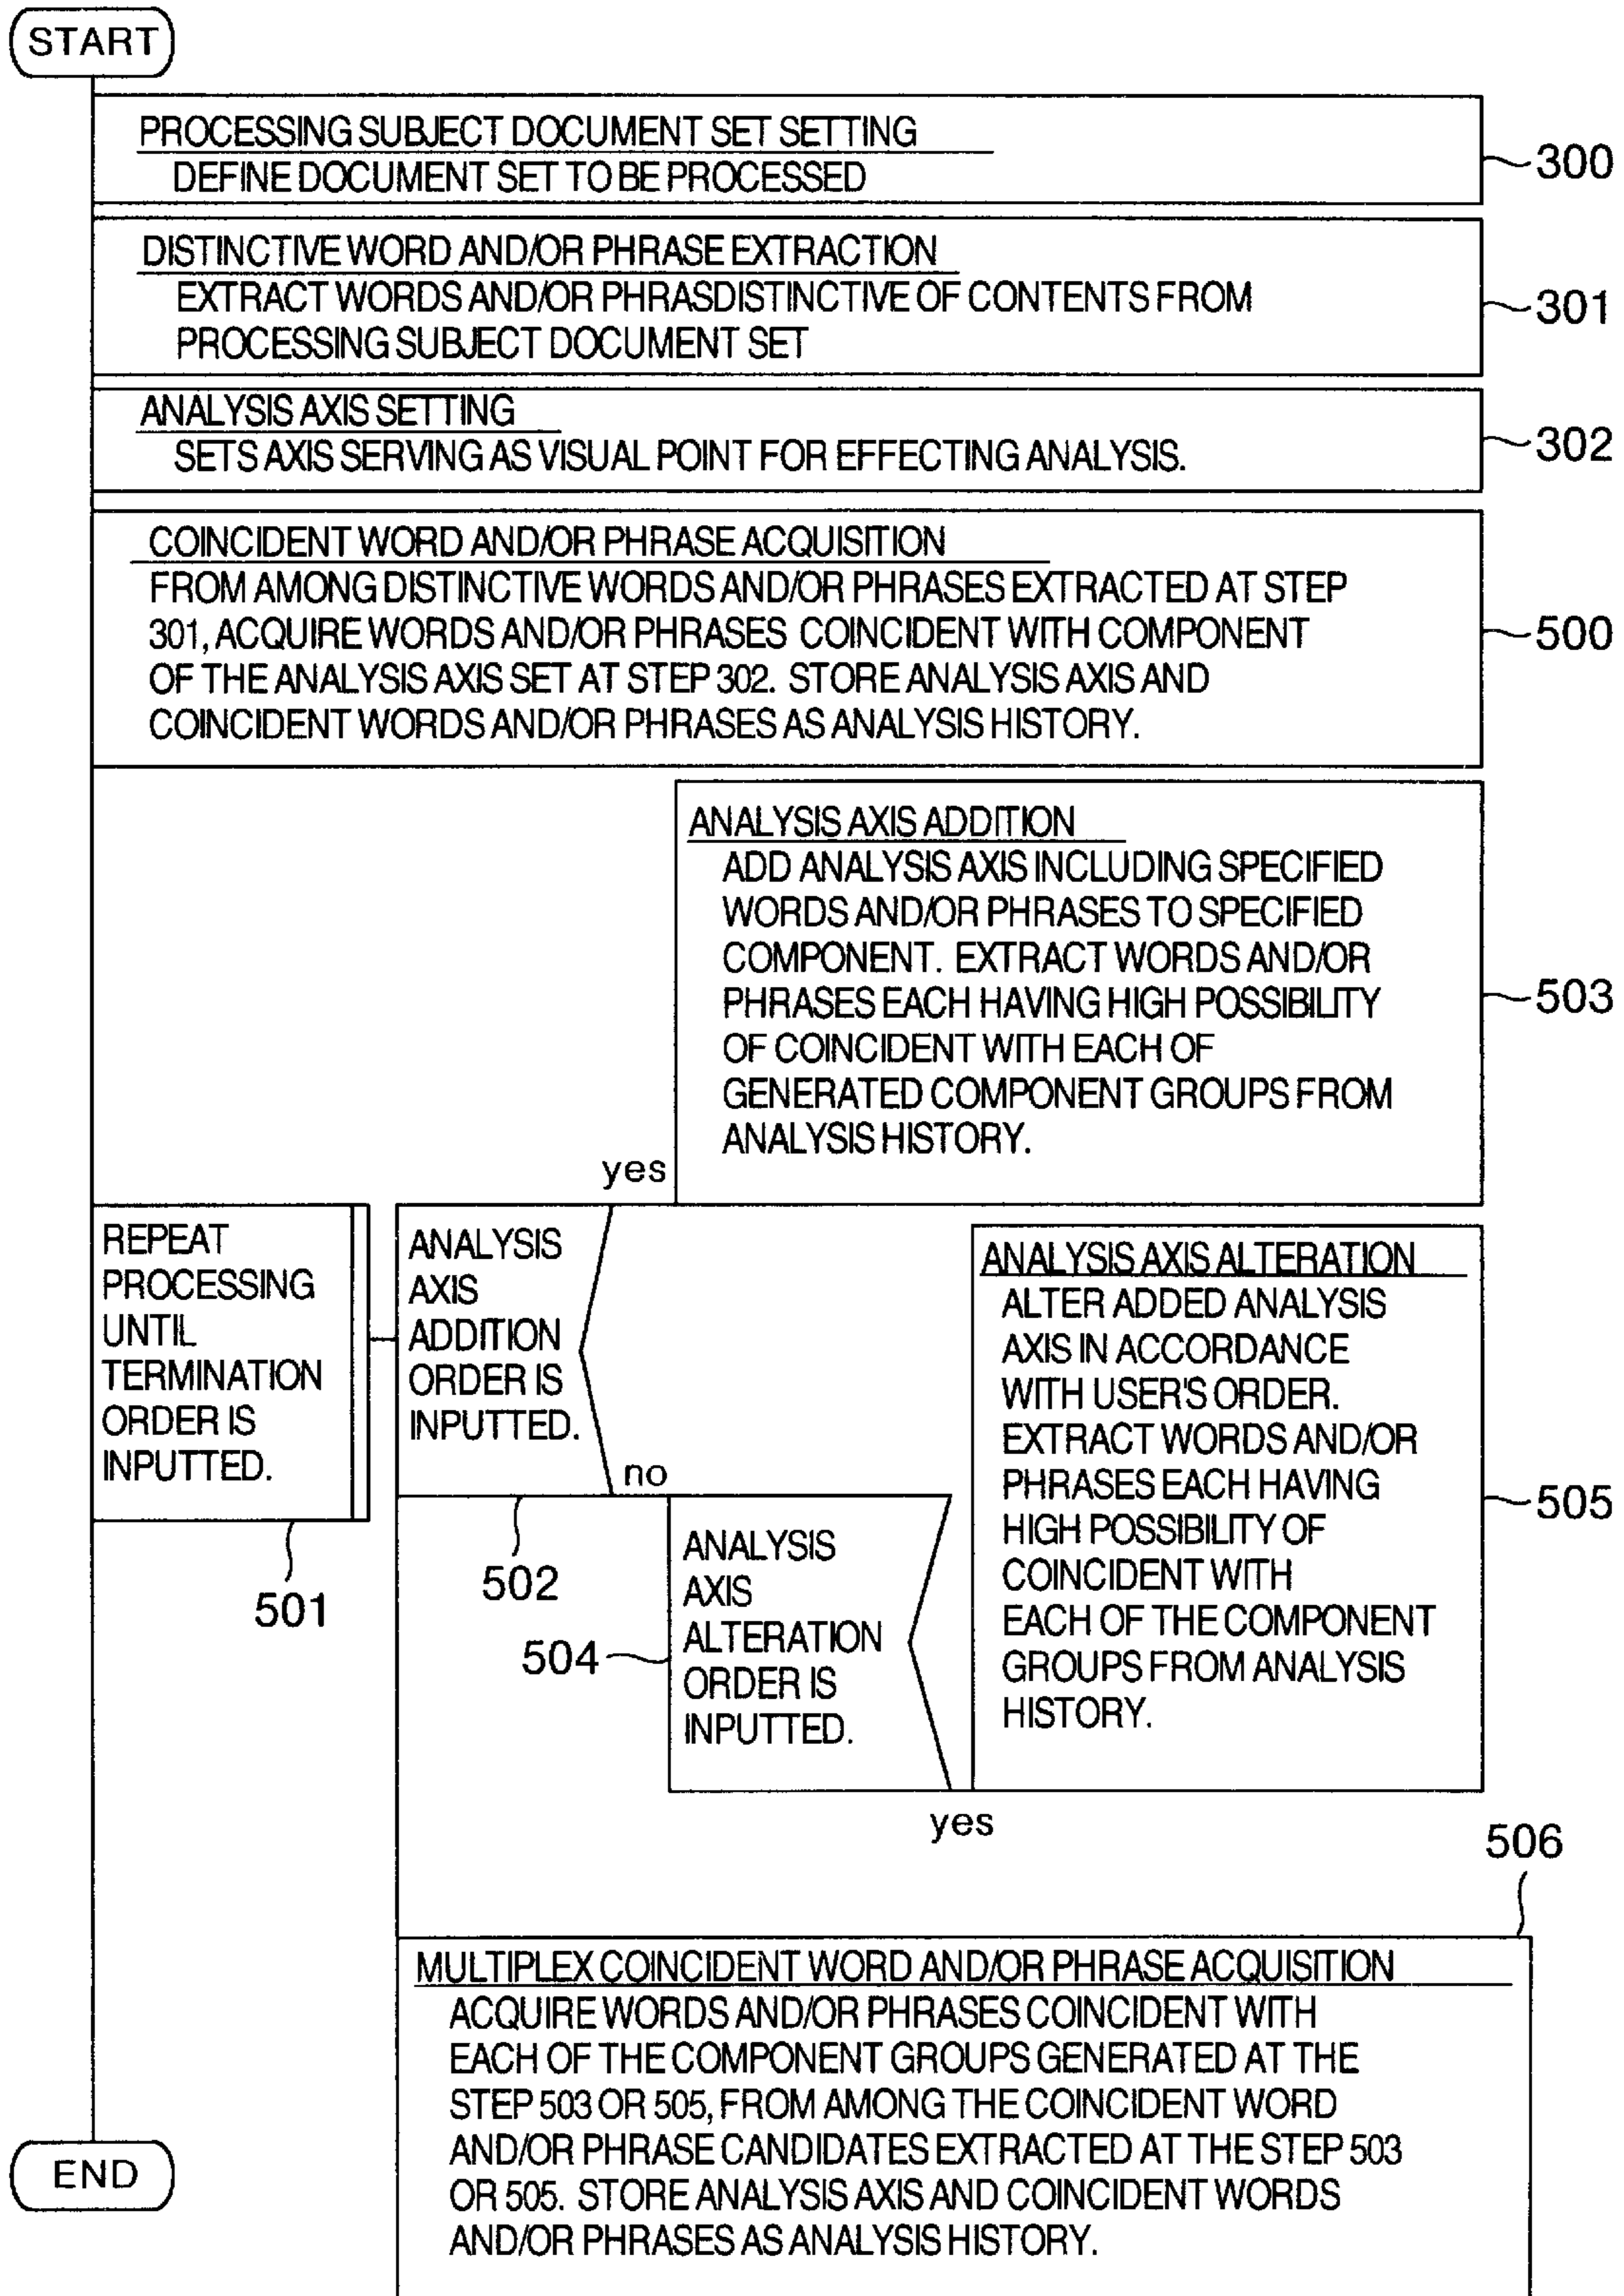 START
PROCESSING SUBJECT DOCUMENT SET SETTING
DEFINE DOCUMENT SET TO BE PROCESSED
300
DISTINCTIVE WORD AND/OR PHRASE EXTRACTION
EXTRACT WORDS AND/OR PHRASDISTINCTIVE OF CONTENTS FROM
PROCESSING SUBJECT DOCUMENT SET
301
ANALYSIS AXIS SETTING
SETS AXIS SERVING AS VISUAL POINT FOR EFFECTING ANALYSIS.
302
COINCIDENT WORD AND/OR PHRASE ACQUISITION
FROM AMONG DISTINCTIVE WORDS AND/OR PHRASES EXTRACTED AT STEP
301, ACQUIRE WORDS AND/OR PHRASES COINCIDENT WITH COMPONENT
OF THE ANALYSIS AXIS SET AT STEP 302. STORE ANALYSIS AXIS AND
COINCIDENT WORDS AND/OR PHRASES AS ANALYSIS HISTORY.
500
ANALYSIS AXIS ADDITION
ADD ANALYSIS AXIS INCLUDING SPECIFIED
WORDS AND/OR PHRASES TO SPECIFIED
COMPONENT. EXTRACT WORDS AND/OR
PHRASES EACH HAVING HIGH POSSIBILITY
OF COINCIDENT WITH EACH OF
GENERATED COMPONENT GROUPS FROM
ANALYSIS HISTORY.
503
yes
REPEAT
PROCESSING
UNTIL
TERMINATION
ORDER IS
INPUTTED.
501
ANALYSIS
AXIS
ADDITION
ORDER IS
INPUTTED.
no
502
ANALYSIS AXIS ALTERATION
ALTER ADDED ANALYSIS
AXIS IN ACCORDANCE
WITH USER'S ORDER.
EXTRACT WORDS AND/OR
PHRASES EACH HAVING
HIGH POSSIBILITY OF
COINCIDENT WITH
EACH OF THE COMPONENT
GROUPS FROM ANALYSIS
HISTORY.
505
ANALYSIS
AXIS
ALTERATION
ORDER IS
INPUTTED.
504
yes
506
MULTIPLEX COINCIDENT WORD AND/OR PHRASE ACQUISITION
ACQUIRE WORDS AND/OR PHRASES COINCIDENT WITH
EACH OF THE COMPONENT GROUPS GENERATED AT THE
STEP 503 OR 505, FROM AMONG THE COINCIDENT WORD
AND/OR PHRASE CANDIDATES EXTRACTED AT THE STEP 503
OR 505. STORE ANALYSIS AXIS AND COINCIDENT WORDS
AND/OR PHRASES AS ANALYSIS HISTORY.
END